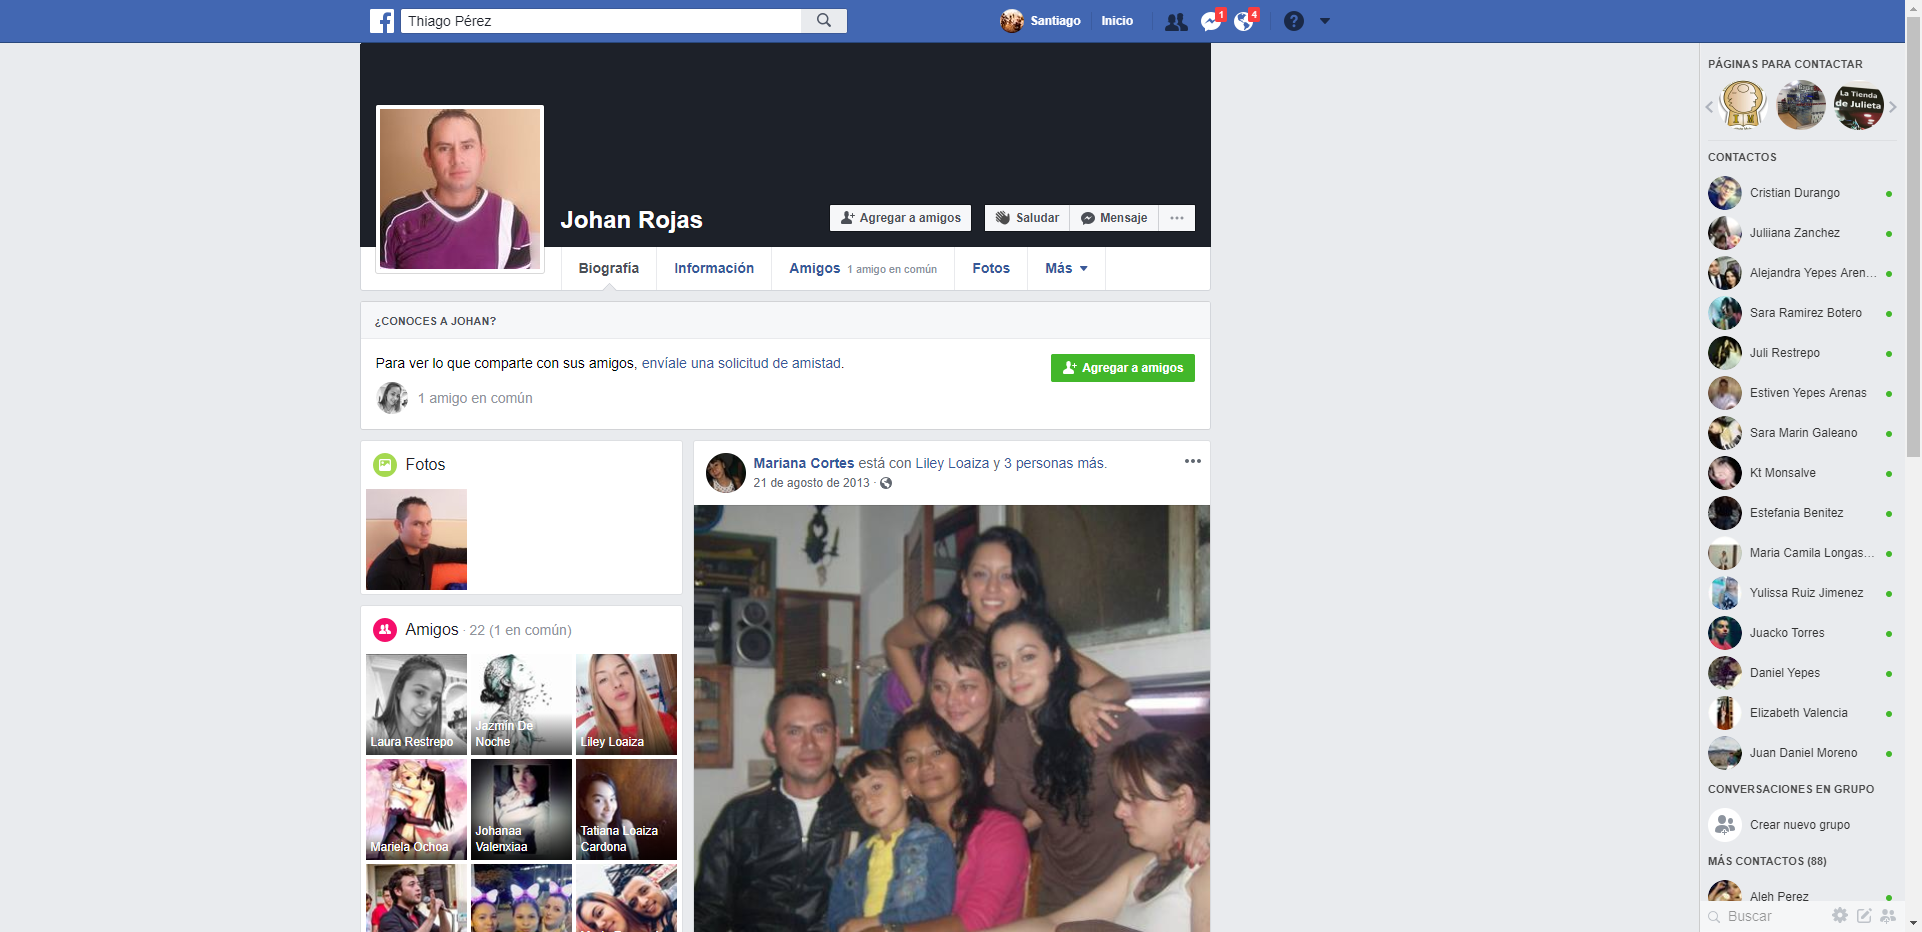 Thiago Pérez
Santiago
Inicio
1
4
Johan Rojas
Agregar a amigos
Saludar
Mensaje
Biografía
Información
Amigos 1 amigo en común
Fotos
Más
¿CONOCES A JOHAN?
Para ver lo que comparte con sus amigos, envíale una solicitud de amistad.
Agregar a amigos
1 amigo en común
Fotos
Amigos · 22 (1 en común)
Laura Restrepo
Jazmín De
Noche
Liley Loaiza
Mariela Ochoa
Johanaa
Valenxiaa
Tatiana Loaiza
Cardona
Mariana Cortes está con Liley Loaiza y 3 personas más.
21 de agosto de 2013 ·
PÁGINAS PARA CONTACTAR
I M
La Tienda
de Julieta
CONTACTOS
Cristian Durango
Juliiana Zanchez
Alejandra Yepes Aren...
Sara Ramirez Botero
Juli Restrepo
Estiven Yepes Arenas
Sara Marin Galeano
Kt Monsalve
Estefania Benitez
Maria Camila Longas...
Yulissa Ruiz Jimenez
Juacko Torres
Daniel Yepes
Elizabeth Valencia
Juan Daniel Moreno
CONVERSACIONES EN GRUPO
Crear nuevo grupo
MÁS CONTACTOS (88)
Aleh Perez
Buscar